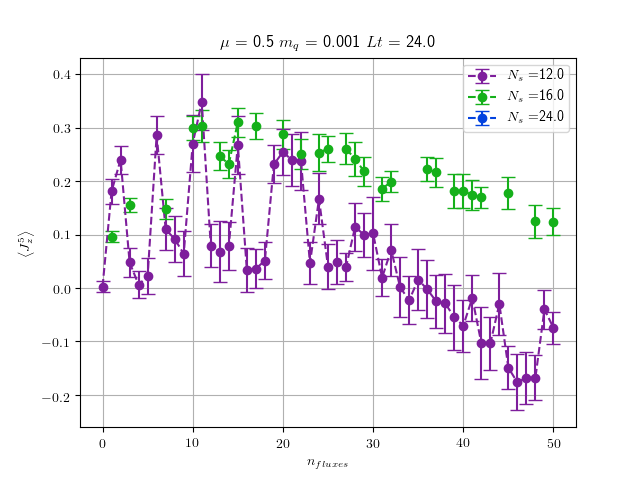 μ = 0.5 m_q = 0.001 Lt = 24.0
N_s =12.0
N_s =16.0
N_s =24.0
⟨J_z^5⟩
0.4
0.3
0.2
0.1
0.0
−0.1
−0.2
0 10 20 30 40 50
n_{fluxes}